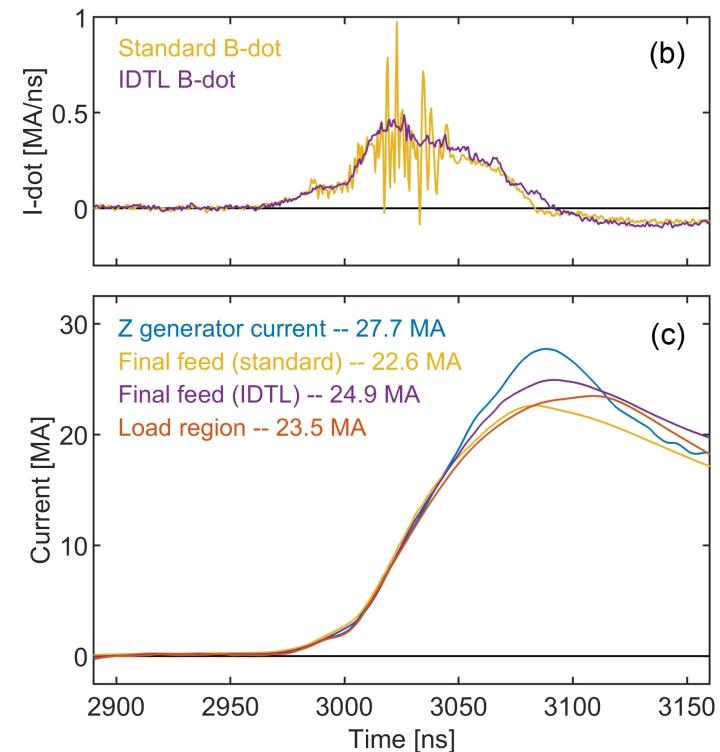 1
Standard B-dot
(b)
IDTL B-dot
0.5
0
I-dot [MA/ns]
30
Z generator current -- 27.7 MA
(c)
Final feed (standard) -- 22.6 MA
Final feed (IDTL) -- 24.9 MA
20
Load region -- 23.5 MA
10
0
Current [MA]
2900 2950 3000 3050 3100 3150
Time [ns]